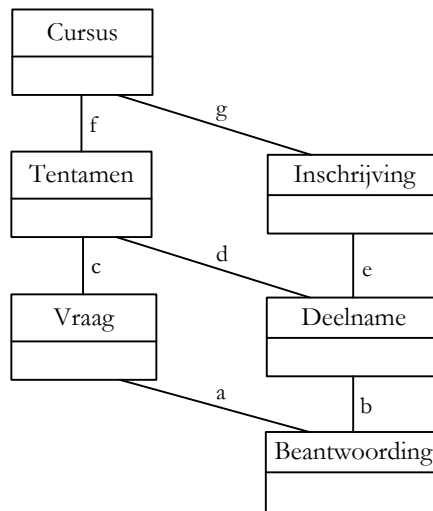 Cursus
g
f
Tentamen
Inschrijving
d
c
e
Vraag
Deelname
a
b
Beantwoording